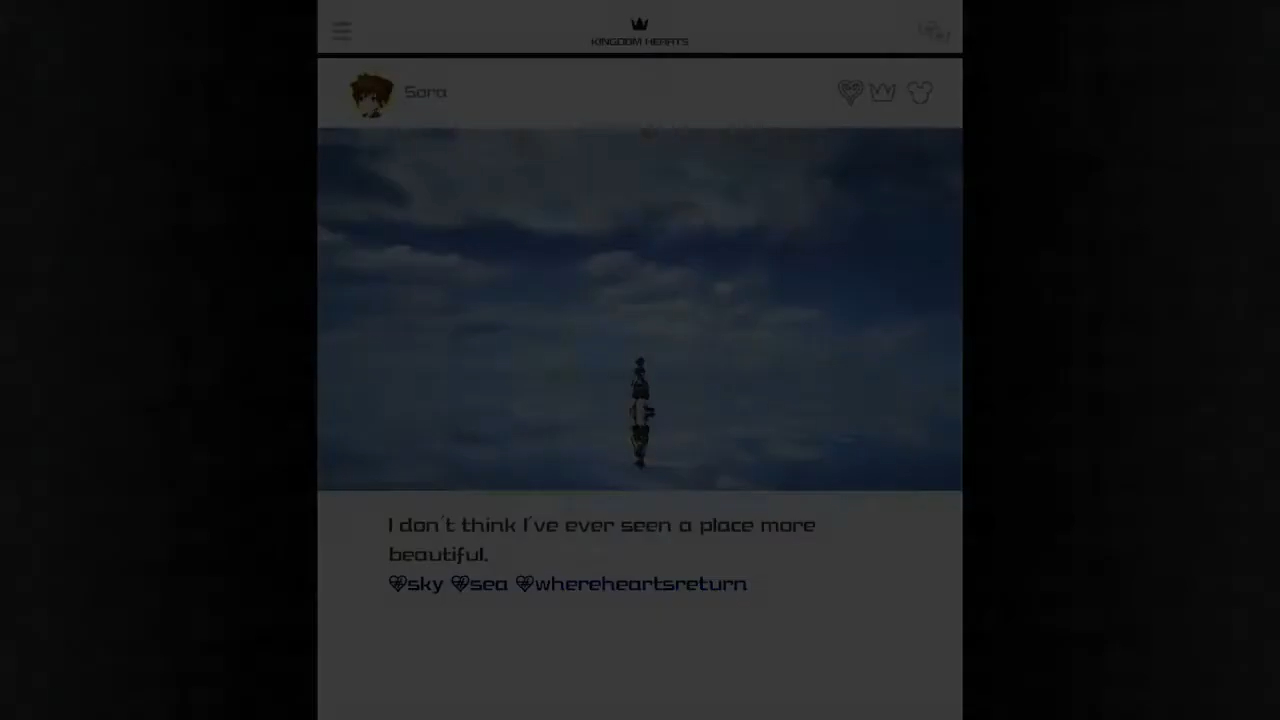 KINGDOM HEARTS
Sora
I don't think I've ever seen a place more
beautiful.
sky sea whereheartsreturn